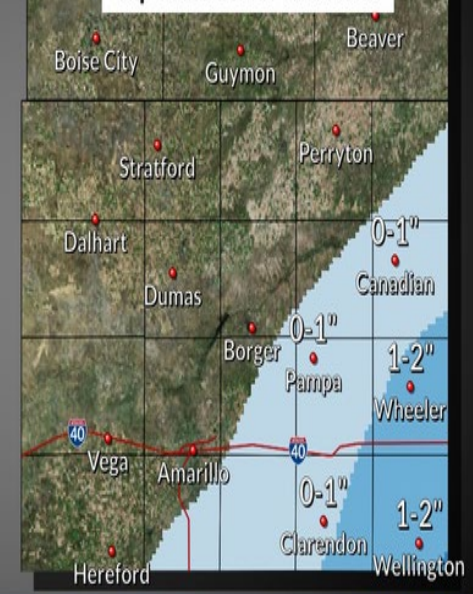 Beaver
Boise City
Guymon
Perryton
Stratford
0-1"
Dalhart
Canadian
Dumas
0-1"
Borger
1-2"
Pampa
Wheeler
40
40
Vega
Amarillo
0-1"
1-2"
Clarendon
Wellington
Hereford